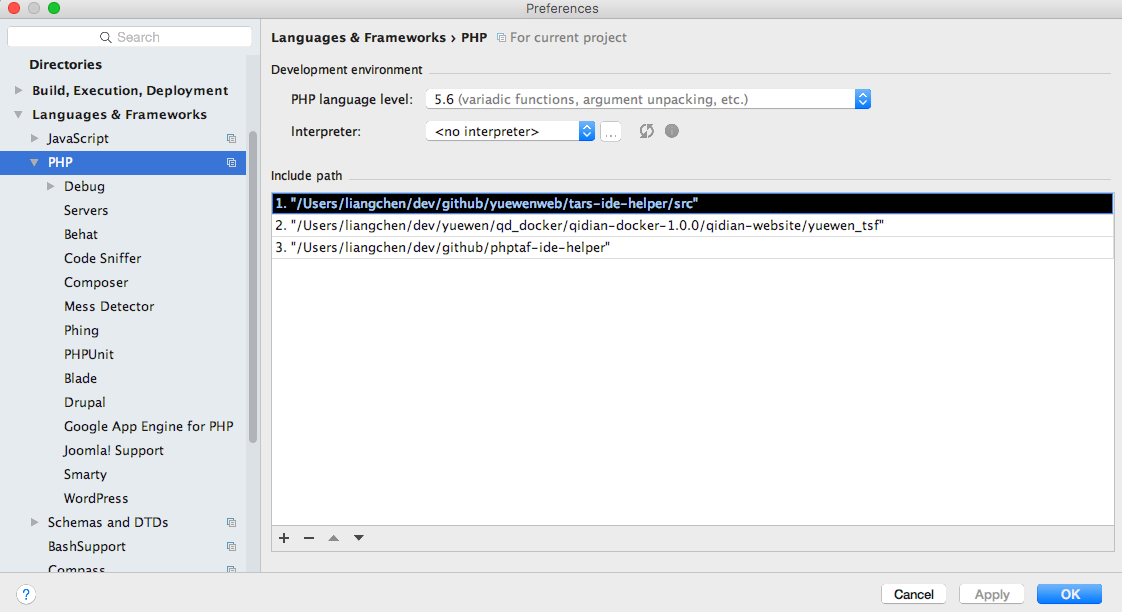 Preferences
Search
Directories
Build, Execution, Deployment
Languages & Frameworks
JavaScript
PHP
Debug
Servers
Behat
Code Sniffer
Composer
Mess Detector
Phing
PHPUnit
Blade
Drupal
Google App Engine for PHP
Joomla! Support
Smarty
WordPress
Schemas and DTDs
BashSupport
Compass
Languages & Frameworks › PHP For current project
Development environment
PHP language level: 5.6 (variadic functions, argument unpacking, etc.)
Interpreter: <no interpreter> ...
Include path
1. "/Users/liangchen/dev/github/yuewenweb/tars-ide-helper/src"
2. "/Users/liangchen/dev/yuewen/qd_docker/qidian-docker-1.0.0/qidian-website/yuewen_tsf"
3. "/Users/liangchen/dev/github/phptaf-ide-helper"
?
Cancel Apply OK